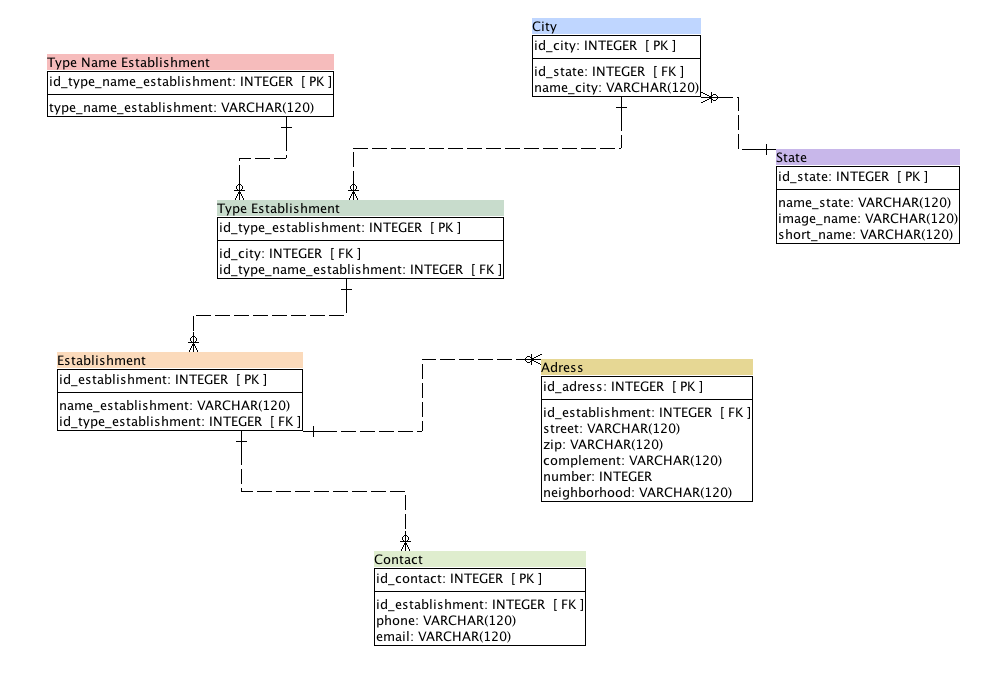 City
id_city: INTEGER [ PK ]
id_state: INTEGER [ FK ]
name_city: VARCHAR(120)
Type Name Establishment
id_type_name_establishment: INTEGER [ PK ]
type_name_establishment: VARCHAR(120)
State
id_state: INTEGER [ PK ]
name_state: VARCHAR(120)
image_name: VARCHAR(120)
short_name: VARCHAR(120)
Type Establishment
id_type_establishment: INTEGER [ PK ]
id_city: INTEGER [ FK ]
id_type_name_establishment: INTEGER [ FK ]
Establishment
id_establishment: INTEGER [ PK ]
name_establishment: VARCHAR(120)
id_type_establishment: INTEGER [ FK ]
Adress
id_adress: INTEGER [ PK ]
id_establishment: INTEGER [ FK ]
street: VARCHAR(120)
zip: VARCHAR(120)
complement: VARCHAR(120)
number: INTEGER
neighborhood: VARCHAR(120)
Contact
id_contact: INTEGER [ PK ]
id_establishment: INTEGER [ FK ]
phone: VARCHAR(120)
email: VARCHAR(120)